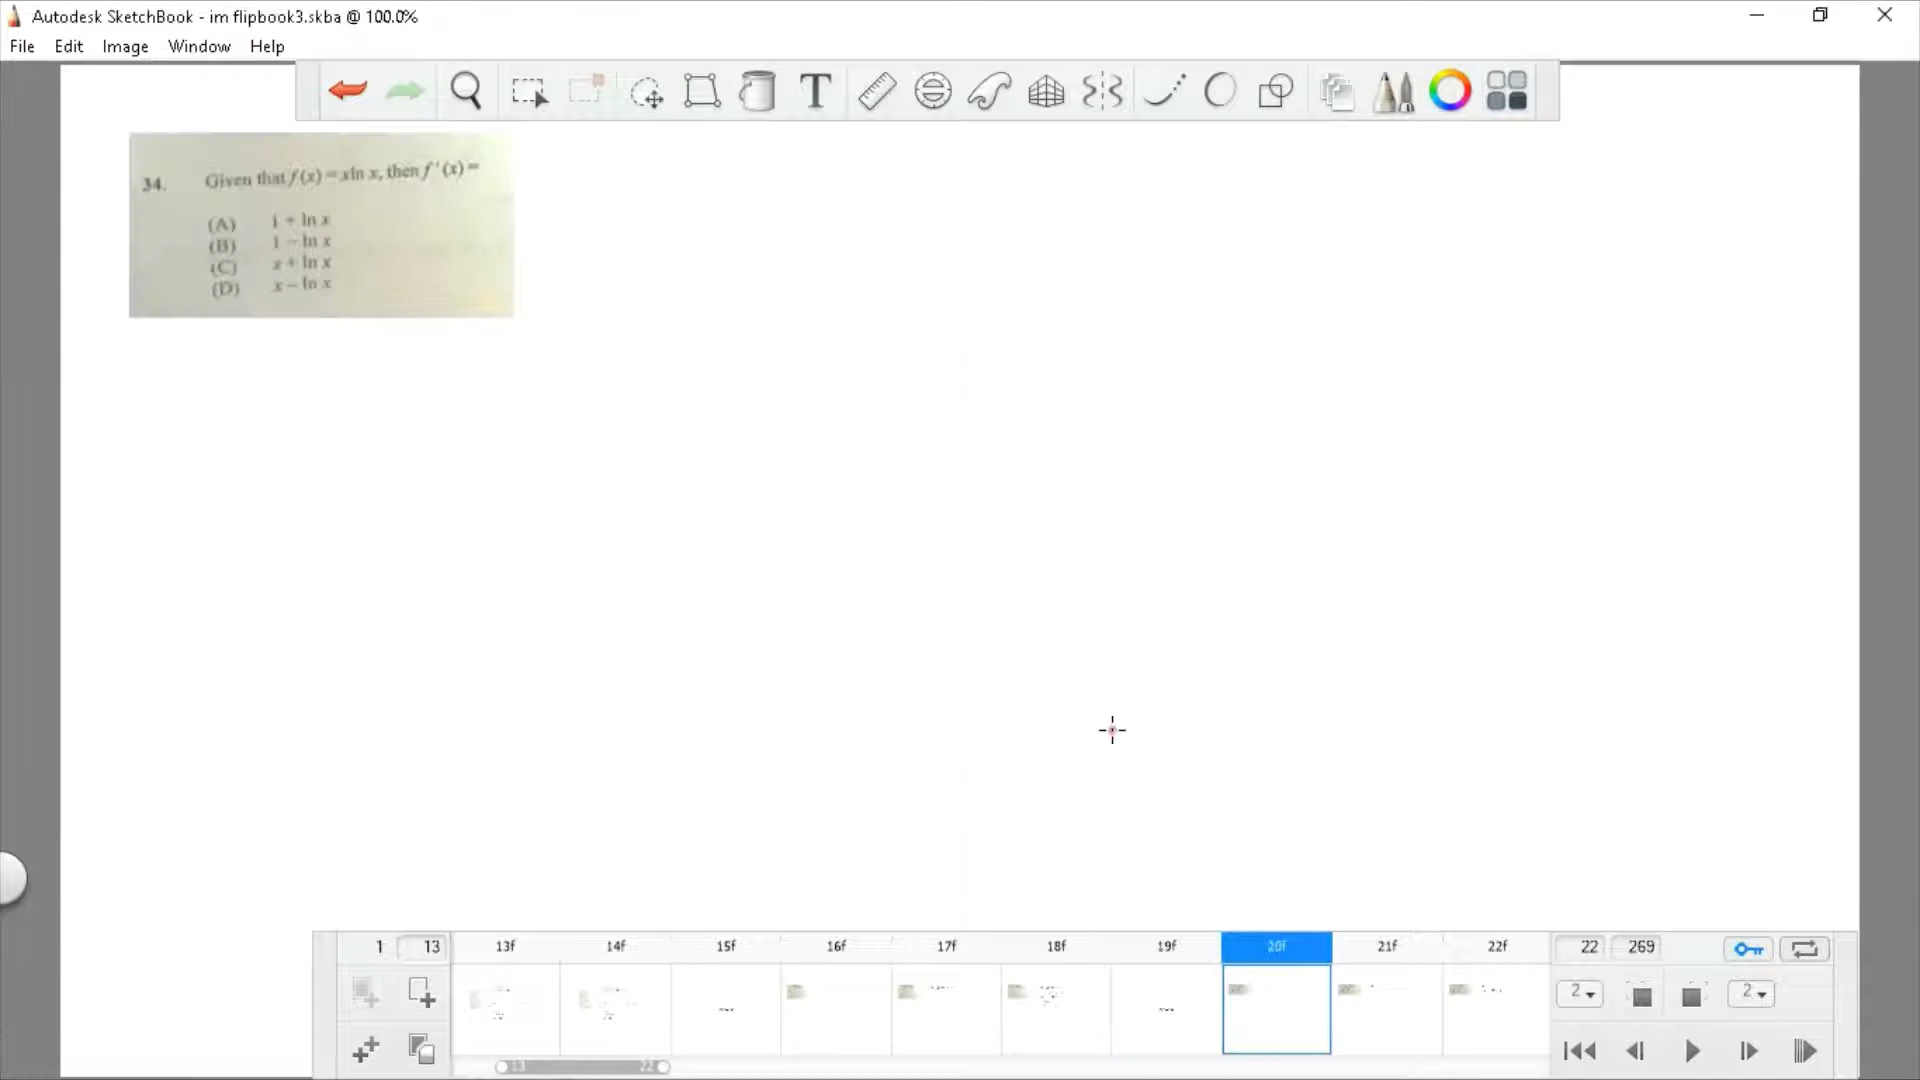 Autodesk SketchBook - im flipbook3.skba @ 100.0%
File Edit Image Window Help
T
34. Given that f (x) = xln x, then f ' (x) =
(A) 1 + ln x
(B) 1 − ln x
(C) x + ln x
(D) x − ln x
1 13 13f 14f 15f 16f 17f 18f 19f 20f 21f 22f 22 269
2 2
13 22